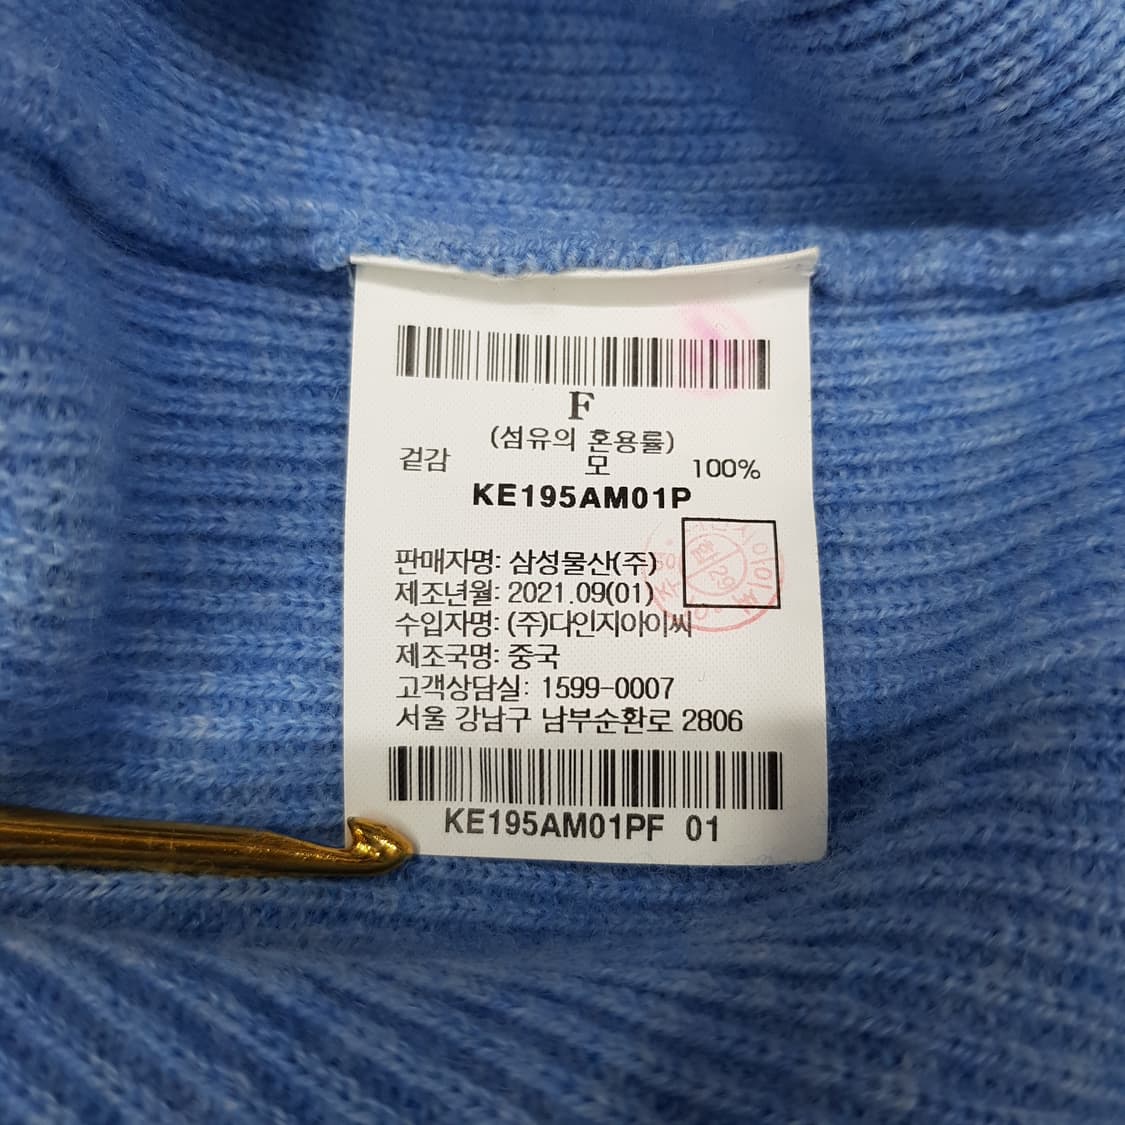 F
(섬유의 혼용률)
겉감 모 100%
KE195AM01P
판매자명: 삼성물산(주)
제조년월: 2021.09(01)
수입자명: (주)다인지아이씨
제조국명: 중국
고객상담실: 1599-0007
서울 강남구 남부순환로 2806
KE195AM01PF 01